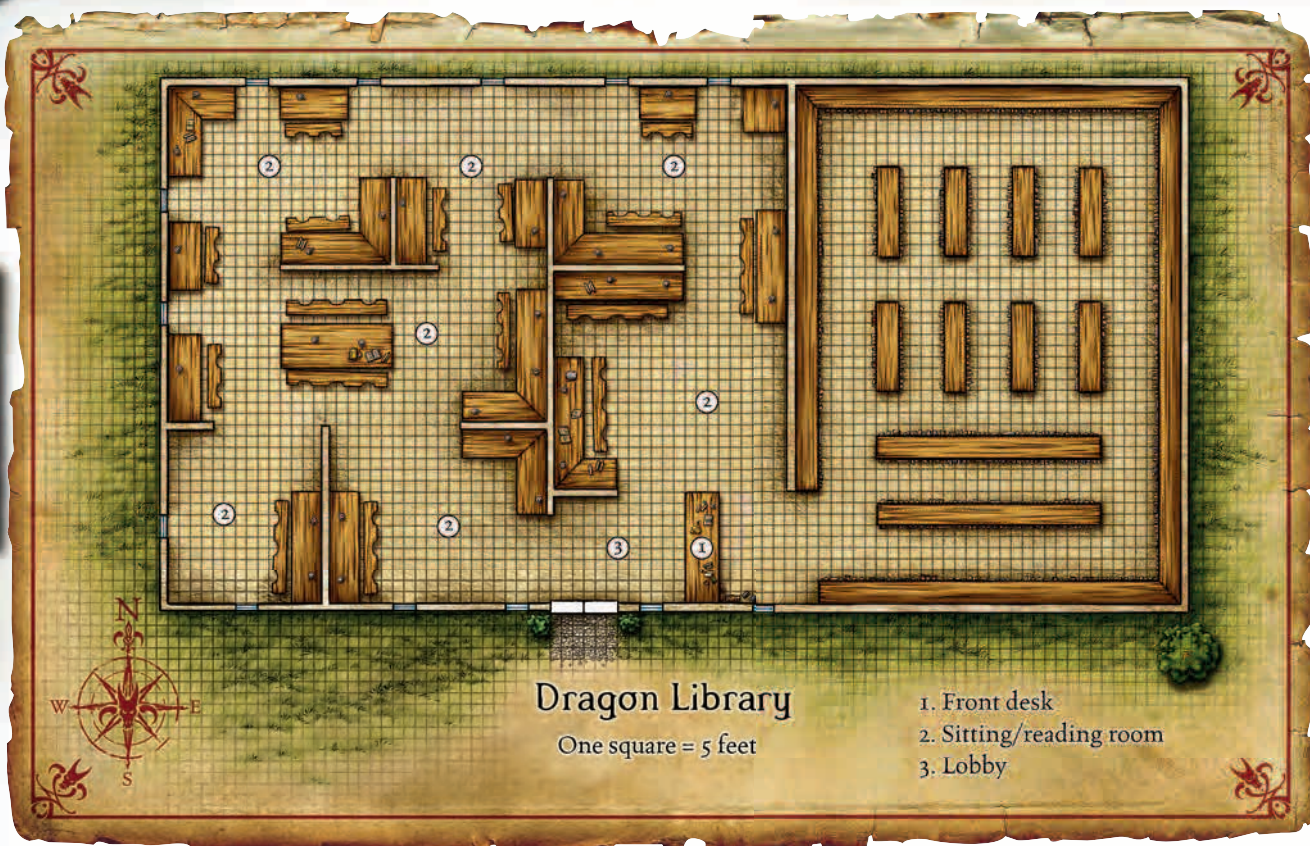 2
2
2
2
2
2
2
3
1
N
W
E
S
Dragon Library
One square = 5 feet
1. Front desk
2. Sitting/reading room
3. Lobby